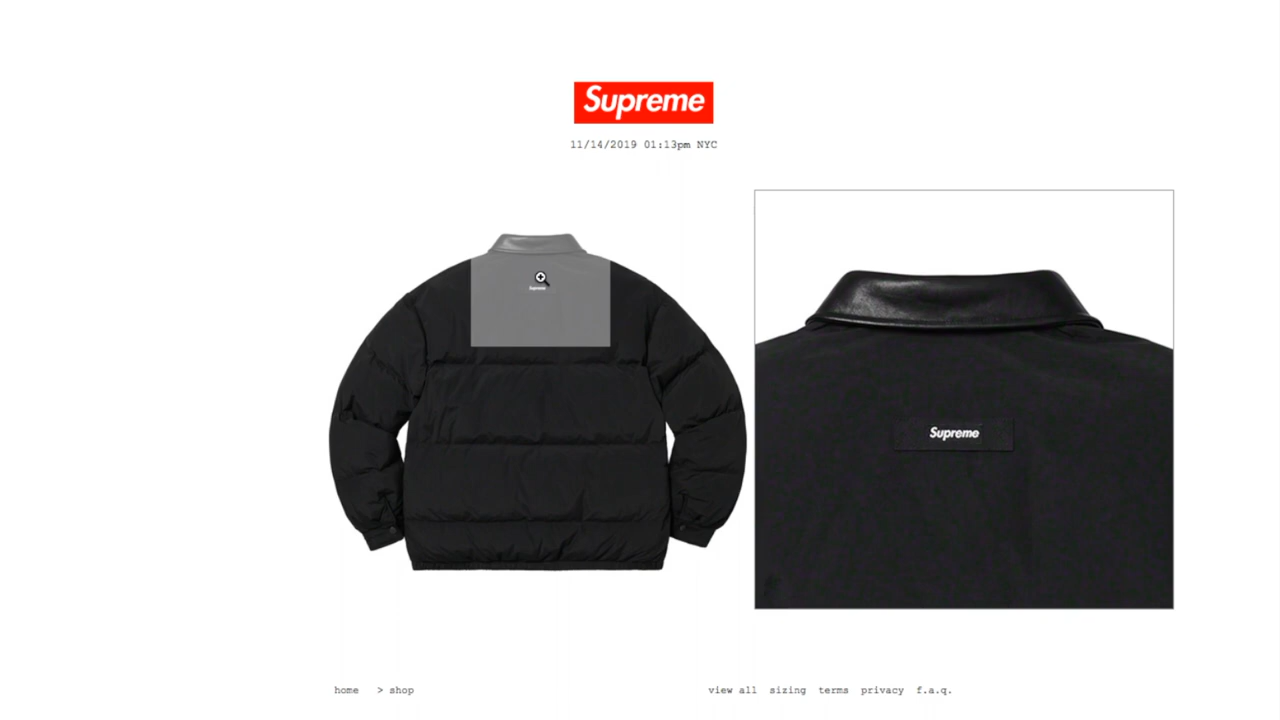 Supreme
11/14/2019 01:13pm NYC
Supreme
Supreme
home > shop
view all sizing terms privacy f.a.q.